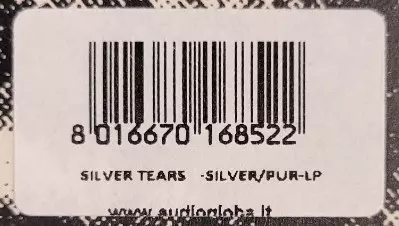 8 016670 168522
SILVER TEARS -SILVER/PUR-LP
www.audioglobe.it